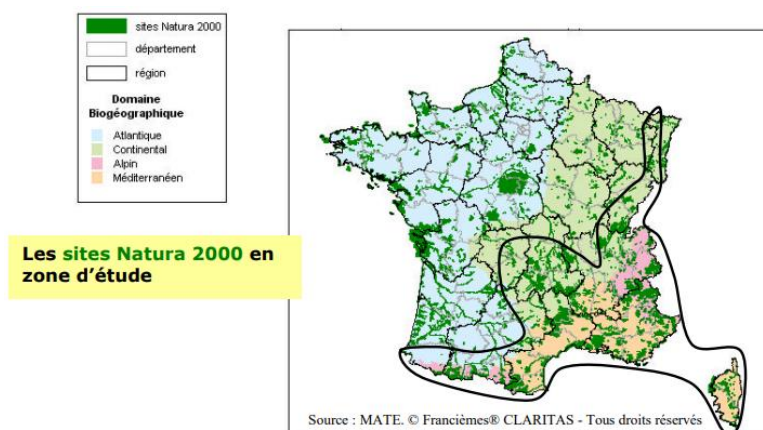 sites Natura 2000
département
région
Domaine
Biogéographique
Atlantique
Continental
Alpin
Méditerranéen
Les sites Natura 2000 en
zone d'étude
Source : MATE. © Francièmes® CLARITAS - Tous droits réservés